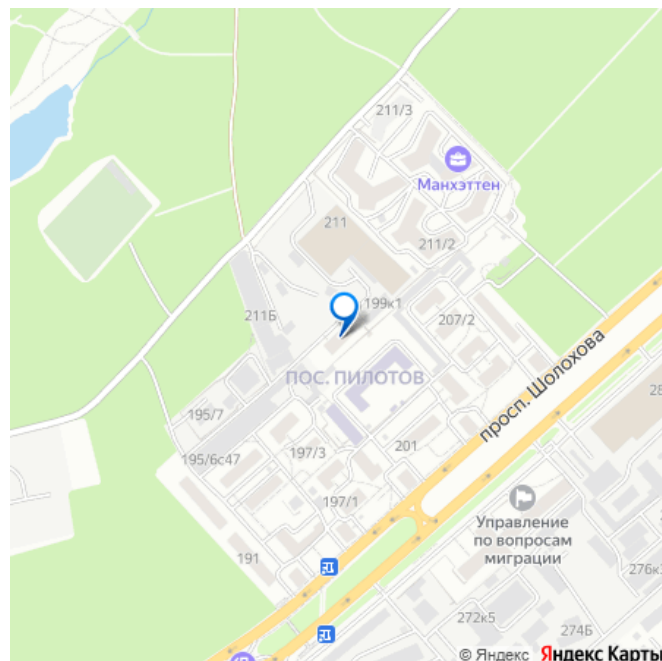 211/3
Манхэттен
211
211/2
199к1
211Б
207/2
просп. Шолохова
ПОС. ПИЛОТОВ
195/7
201
197/3
195/6с47
197/1
Управление
по вопросам
миграции
191
276к
272к5
274Б
© Яндекс Яндекс Карты